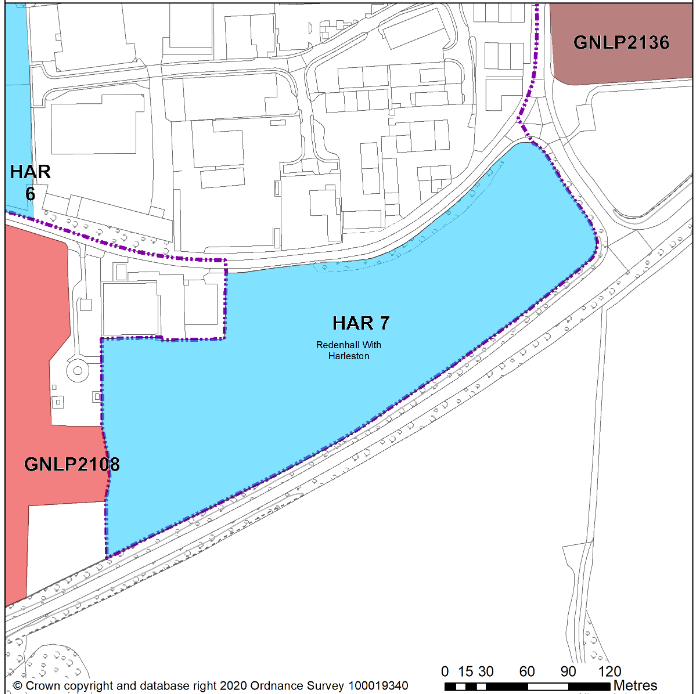 GNLP2136
HAR
6
HAR 7
Redenhall With
Harleston
GNLP2108
0 15 30 60 90 120
Metres
© Crown copyright and database right 2020 Ordnance Survey 100019340